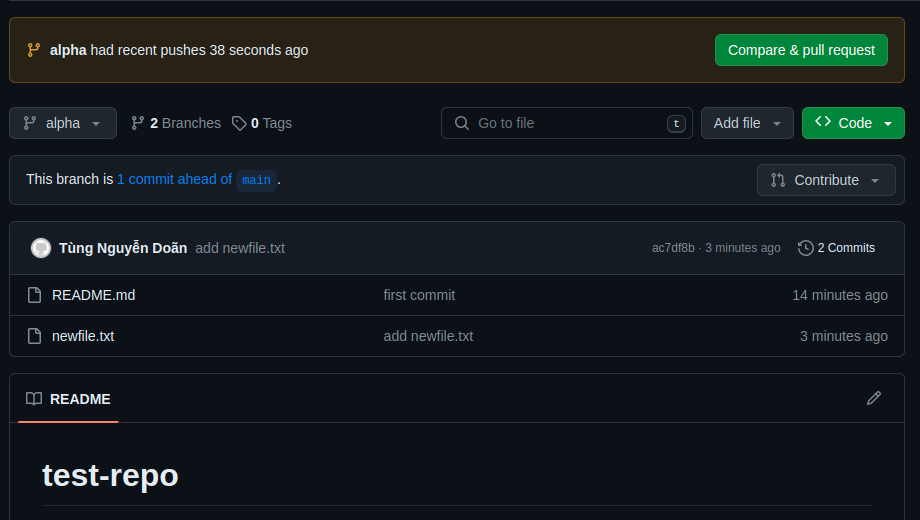 alpha had recent pushes 38 seconds ago Compare & pull request
alpha 2 Branches 0 Tags Go to file t Add file Code
This branch is 1 commit ahead of main.
Contribute
Tùng Nguyễn Doãn add newfile.txt ac7df8b · 3 minutes ago 2 Commits
README.md first commit 14 minutes ago
newfile.txt add newfile.txt 3 minutes ago
README
test-repo